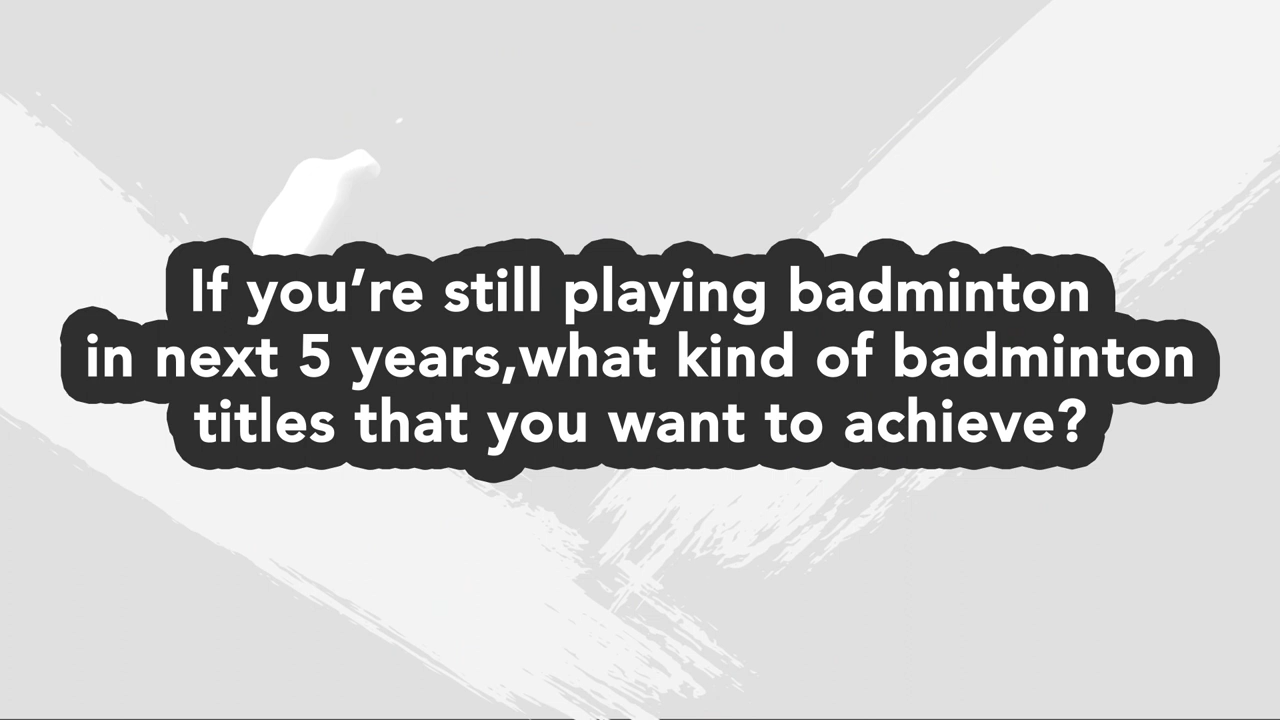 If you’re still playing badminton
in next 5 years,what kind of badminton
titles that you want to achieve?